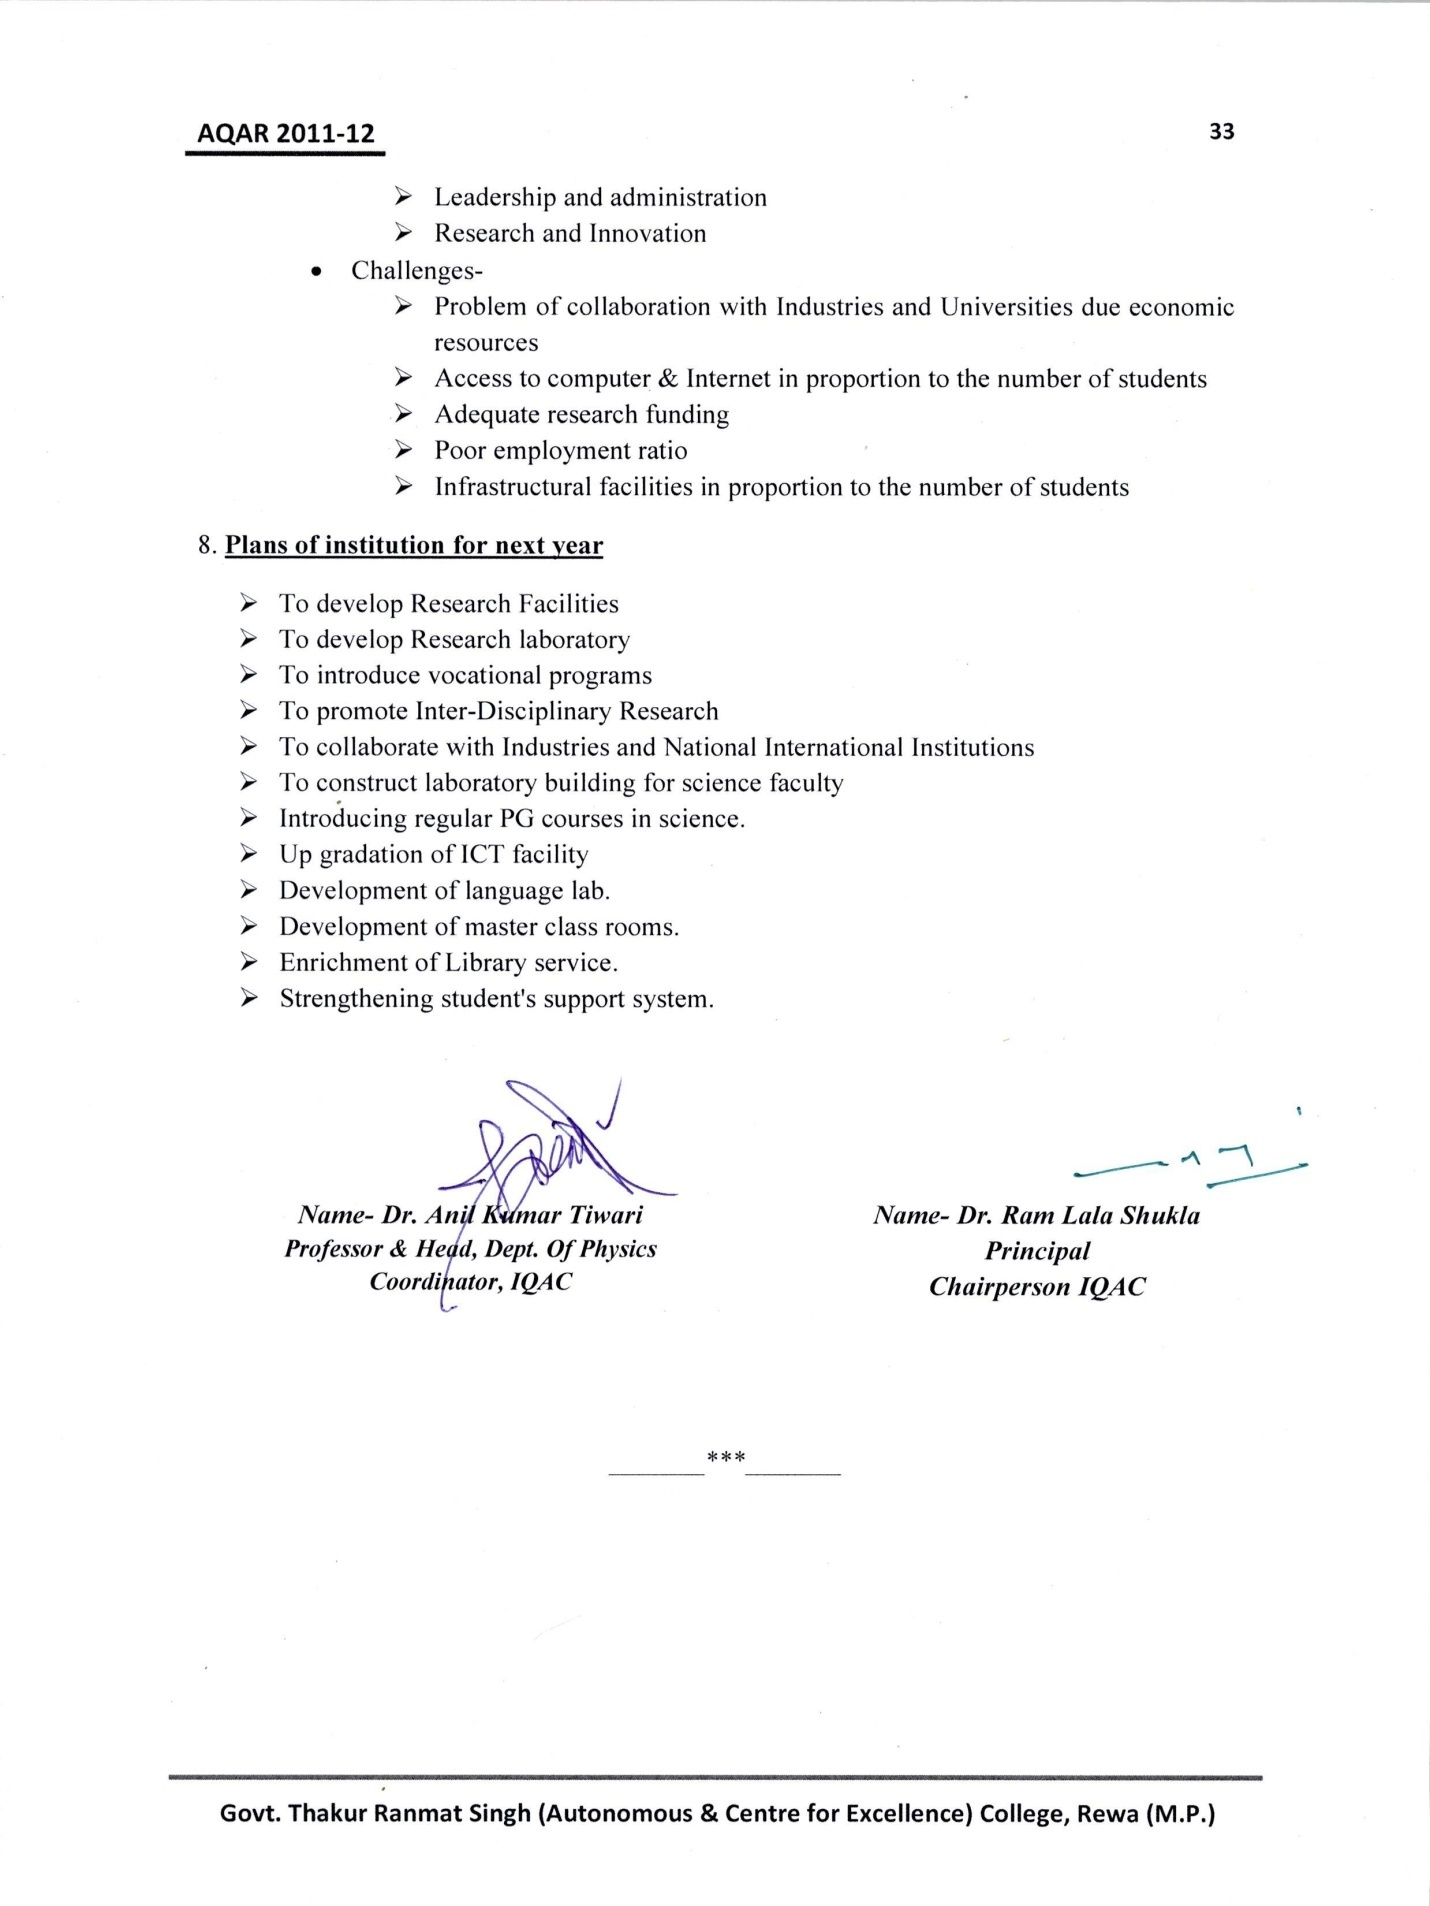 AQAR 2011-12 33
➢ Leadership and administration
➢ Research and Innovation
• Challenges-
➢ Problem of collaboration with Industries and Universities due economic
resources
➢ Access to computer & Internet in proportion to the number of students
➢ Adequate research funding
➢ Poor employment ratio
➢ Infrastructural facilities in proportion to the number of students
8. Plans of institution for next year
➢ To develop Research Facilities
➢ To develop Research laboratory
➢ To introduce vocational programs
➢ To promote Inter-Disciplinary Research
➢ To collaborate with Industries and National International Institutions
➢ To construct laboratory building for science faculty
➢ Introducing regular PG courses in science.
➢ Up gradation of ICT facility
➢ Development of language lab.
➢ Development of master class rooms.
➢ Enrichment of Library service.
➢ Strengthening student's support system.
Name- Dr. Anil Kumar Tiwari
Professor & Head, Dept. Of Physics
Coordinator, IQAC
Name- Dr. Ram Lala Shukla
Principal
Chairperson IQAC
________***________
Govt. Thakur Ranmat Singh (Autonomous & Centre for Excellence) College, Rewa (M.P.)